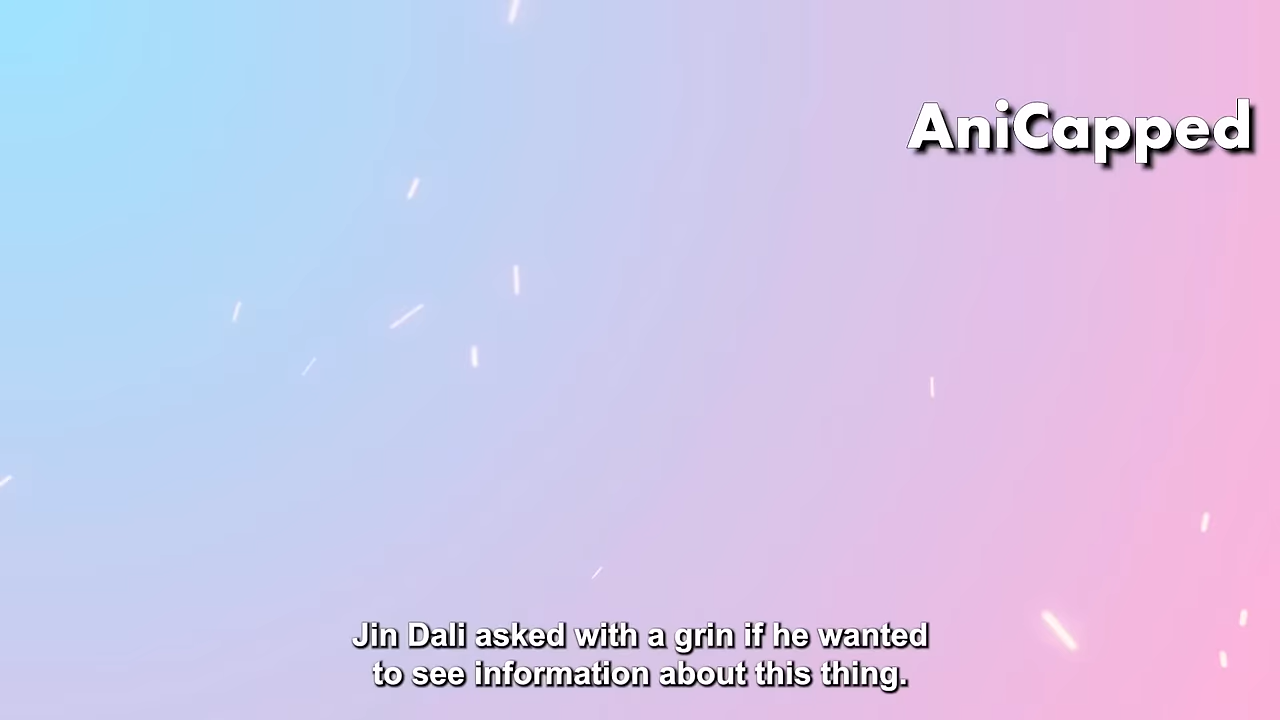 AniCapped
Jin Dali asked with a grin if he wanted
to see information about this thing.